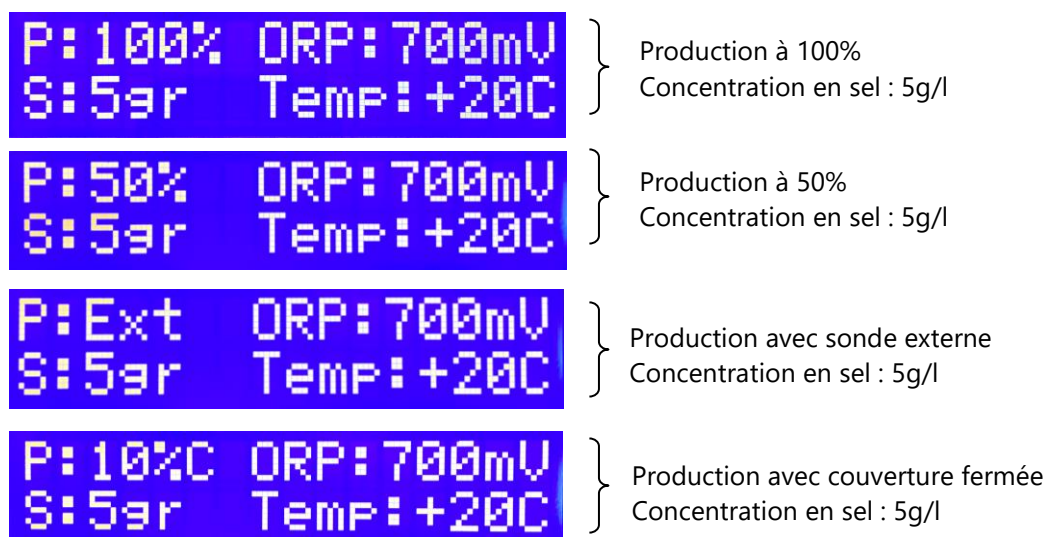 P:100% ORP:700mV
S:5gr Temp:+20C
Production à 100%
Concentration en sel : 5g/l
P:50% ORP:700mV
S:5gr Temp:+20C
Production à 50%
Concentration en sel : 5g/l
P:Ext ORP:700mV
S:5gr Temp:+20C
Production avec sonde externe
Concentration en sel : 5g/l
P:10%C ORP:700mV
S:5gr Temp:+20C
Production avec couverture fermée
Concentration en sel : 5g/l